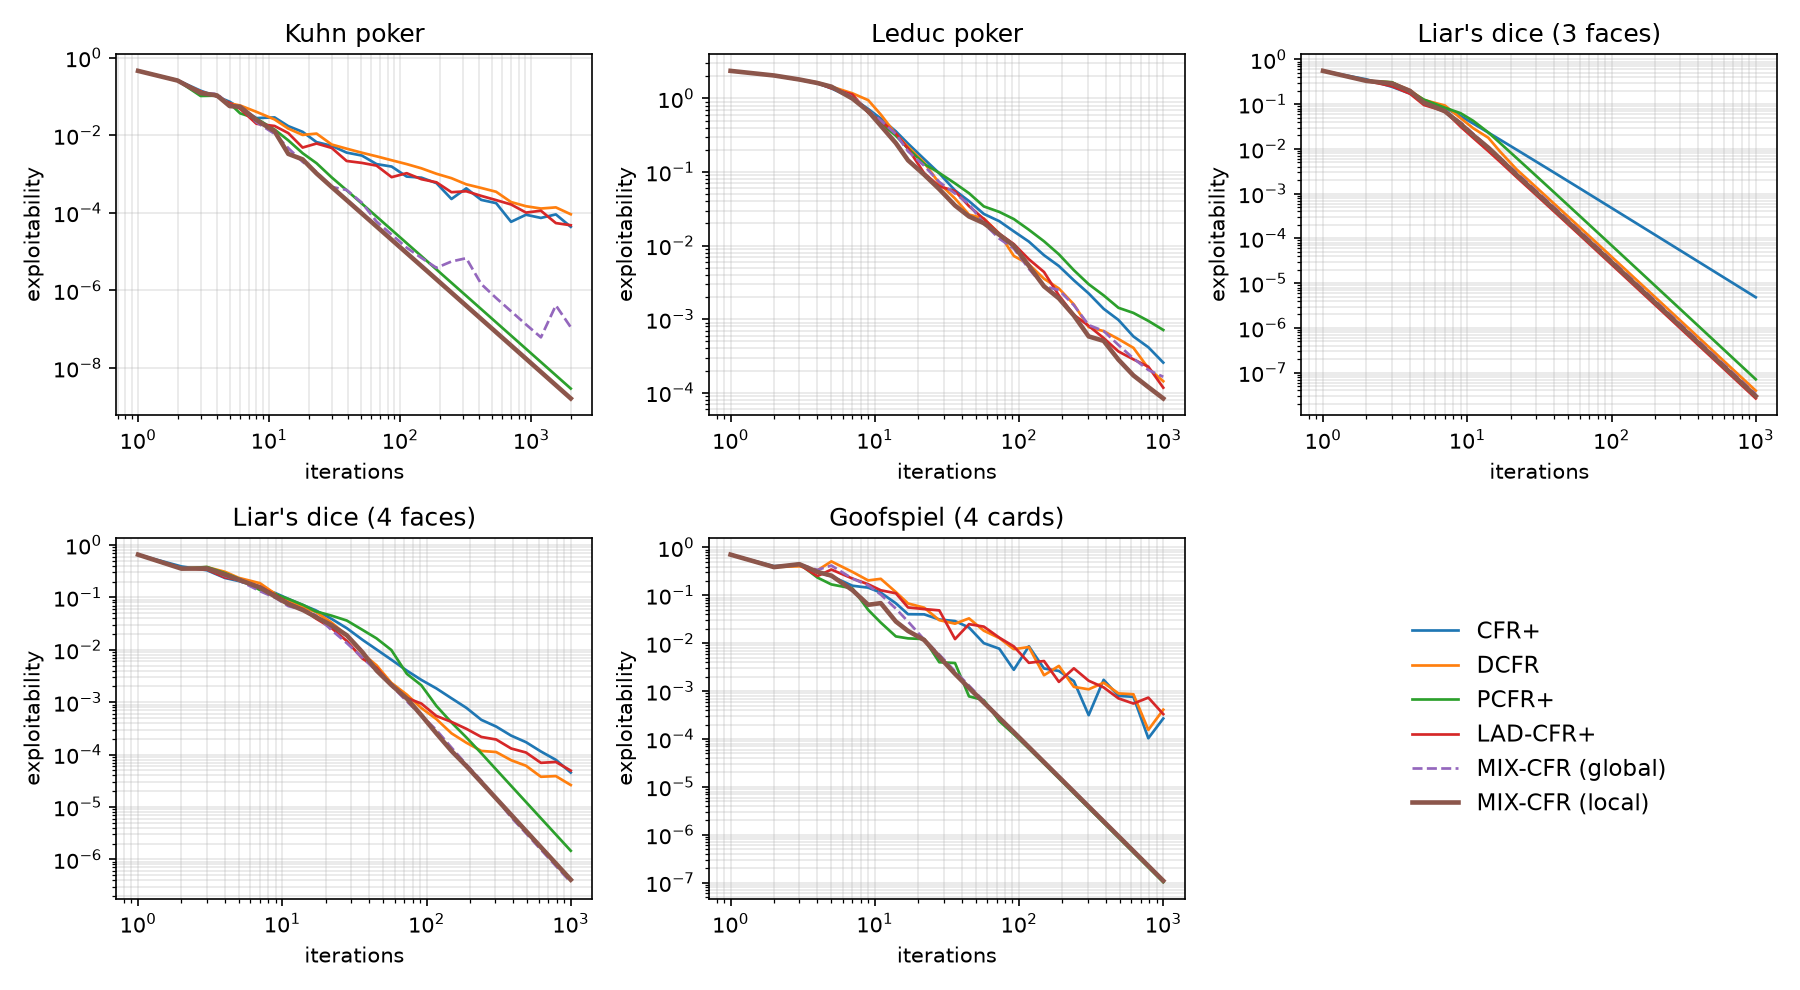 Kuhn poker
10^0
10^-2
10^-4
10^-6
10^-8
exploitability
10^0 10^1 10^2 10^3
iterations
Leduc poker
10^0
10^-1
10^-2
10^-3
10^-4
exploitability
10^0 10^1 10^2 10^3
iterations
Liar's dice (3 faces)
10^0
10^-1
10^-2
10^-3
10^-4
10^-5
10^-6
10^-7
exploitability
10^0 10^1 10^2 10^3
iterations
Liar's dice (4 faces)
10^0
10^-1
10^-2
10^-3
10^-4
10^-5
10^-6
exploitability
10^0 10^1 10^2 10^3
iterations
Goofspiel (4 cards)
10^0
10^-1
10^-2
10^-3
10^-4
10^-5
10^-6
10^-7
exploitability
10^0 10^1 10^2 10^3
iterations
CFR+
DCFR
PCFR+
LAD-CFR+
MIX-CFR (global)
MIX-CFR (local)